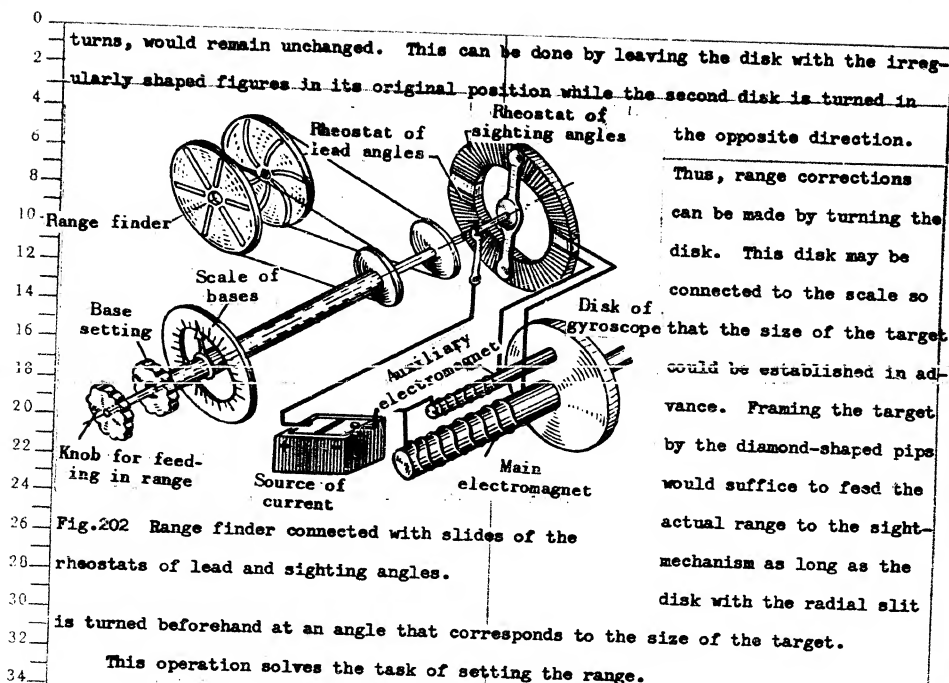 0
2
4
6
8
10
12
14
16
18
20
22
24
26
28
30
32
34
turns, would remain unchanged. This can be done by leaving the disk with the irreg-
ularly shaped figures in its original position while the second disk is turned in
the opposite direction.
Thus, range corrections
can be made by turning the
disk. This disk may be
connected to the scale so
that the size of the target
could be established in ad-
vance. Framing the target
by the diamond-shaped pips
would suffice to feed the
actual range to the sight-
mechanism as long as the
disk with the radial slit
Rheostat of
lead angles
Rheostat of
sighting angles
Range finder
Scale of
bases
Base
setting
Disk of
gyroscope
Auxiliary
electromagnet
Knob for feed-
ing in range
Source of
current
Main
electromagnet
Fig.202 Range finder connected with slides of the
rheostats of lead and sighting angles.
is turned beforehand at an angle that corresponds to the size of the target.
This operation solves the task of setting the range.